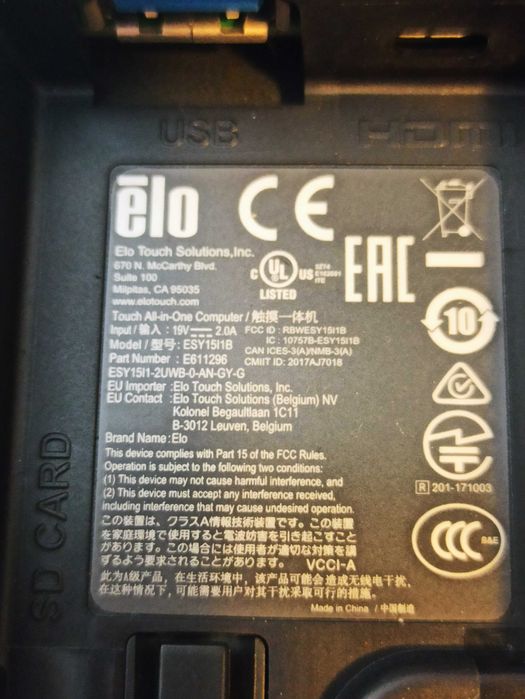 USB
HDMI
ēlo
CE
Elo Touch Solutions,Inc.
670 N. McCarthy Blvd.
Suite 100
Milpitas, CA 95035
www.elotouch.com
C UL US
LISTED
5Z74
E162691
ITE
EAC
Touch All-in-One Computer / 触摸一体机
Input / 输入 : 19V 2.0A
Model / 型号: ESY15I1B
Part Number : E611296
ESY15I1-2UWB-0-AN-GY-G
FCC ID : RBWESY15I1B
IC : 10757B-ESY15I1B
CAN ICES-3(A)/NMB-3(A)
CMIIT ID: 2017AJ7018
EU Importer :Elo Touch Solutions, Inc.
EU Contact :Elo Touch Solutions (Belgium) NV
Kolonel Begaultlaan 1C11
B-3012 Leuven, Belgium
Brand Name: Elo
This device complies with Part 15 of the FCC Rules.
Operation is subject to the following two conditions:
(1) This device may not cause harmful interference, and
(2) This device must accept any interference received,
including interference that may cause undesired operation.
この装置は、クラスA情報技術装置です。この装置
を家庭環境で使用すると電波妨害を引き起こすこと
があります。この場合には使用者が適切な対策を講
ずるよう要求されることがあります。 VCCI-A
此为A级产品，在生活环境中，该产品可能会造成无线电干扰，
在这种情况下，可能需要用户对其干扰采取可行的措施。
Made in China / 中国制造
10
R 201-171003
CCC
S&E
SD CARD